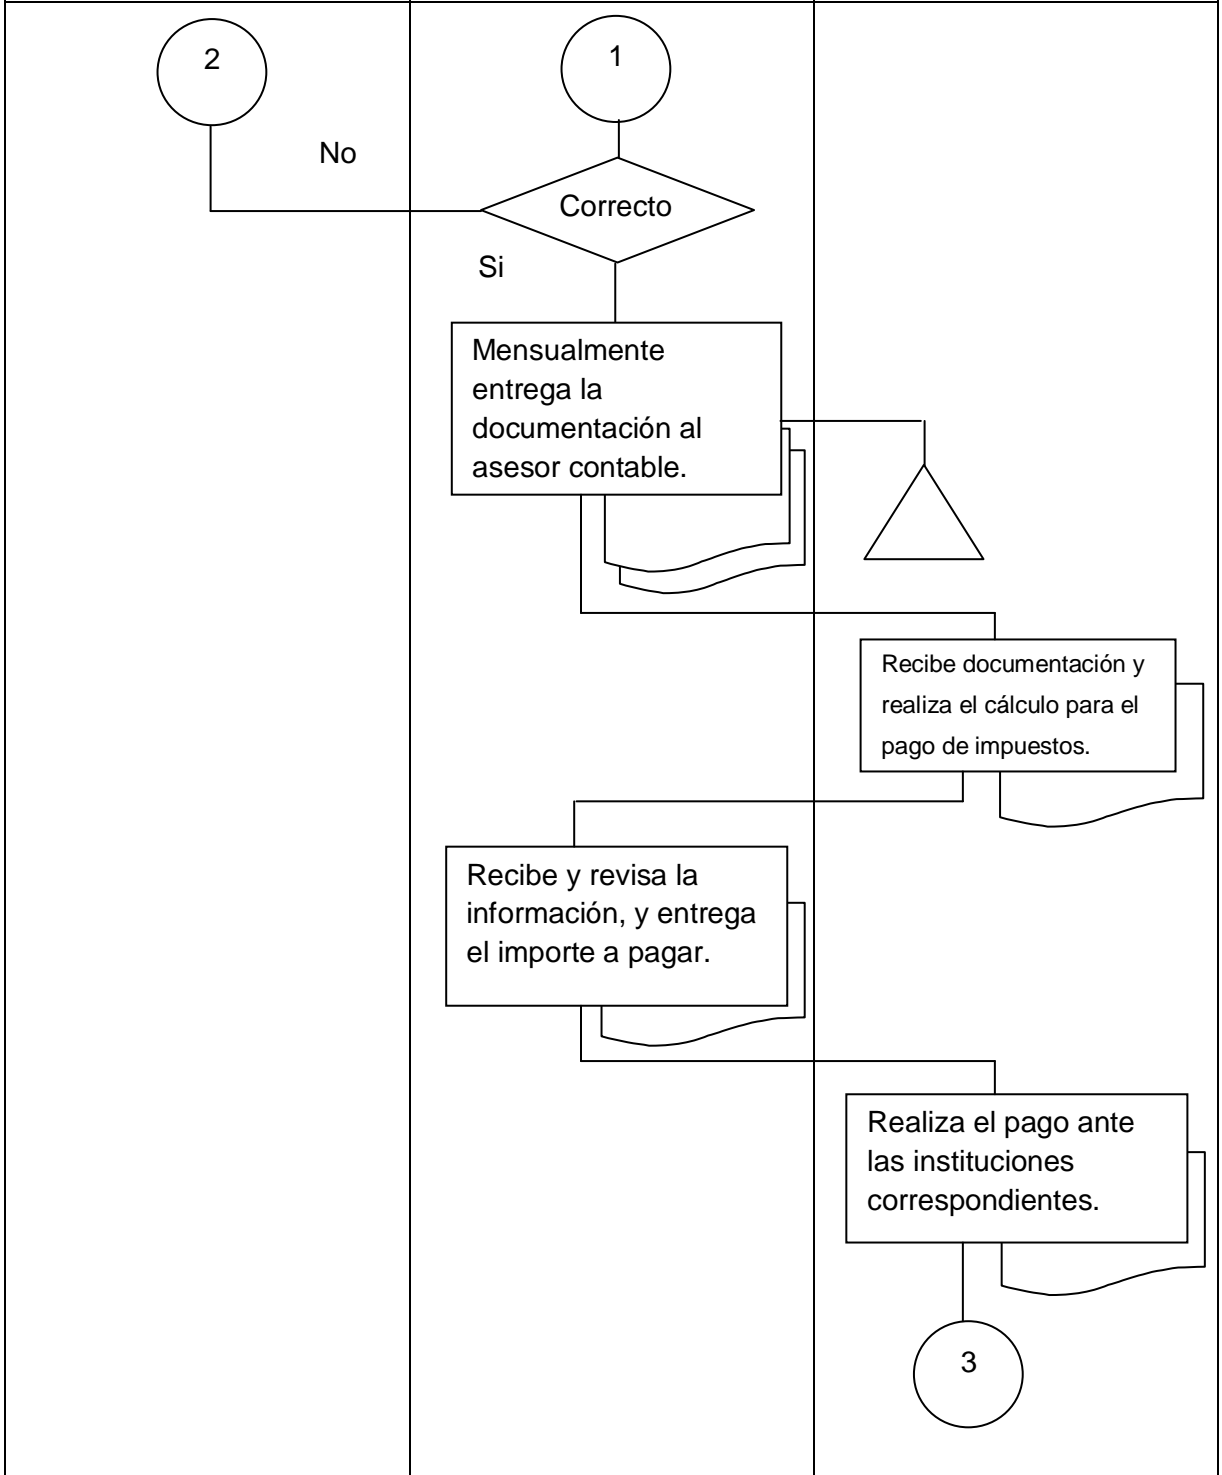 2
1
No
Correcto
Si
Mensualmente
entrega la
documentación al
asesor contable.
Recibe documentación y
realiza el cálculo para el
pago de impuestos.
Recibe y revisa la
información, y entrega
el importe a pagar.
Realiza el pago ante
las instituciones
correspondientes.
3